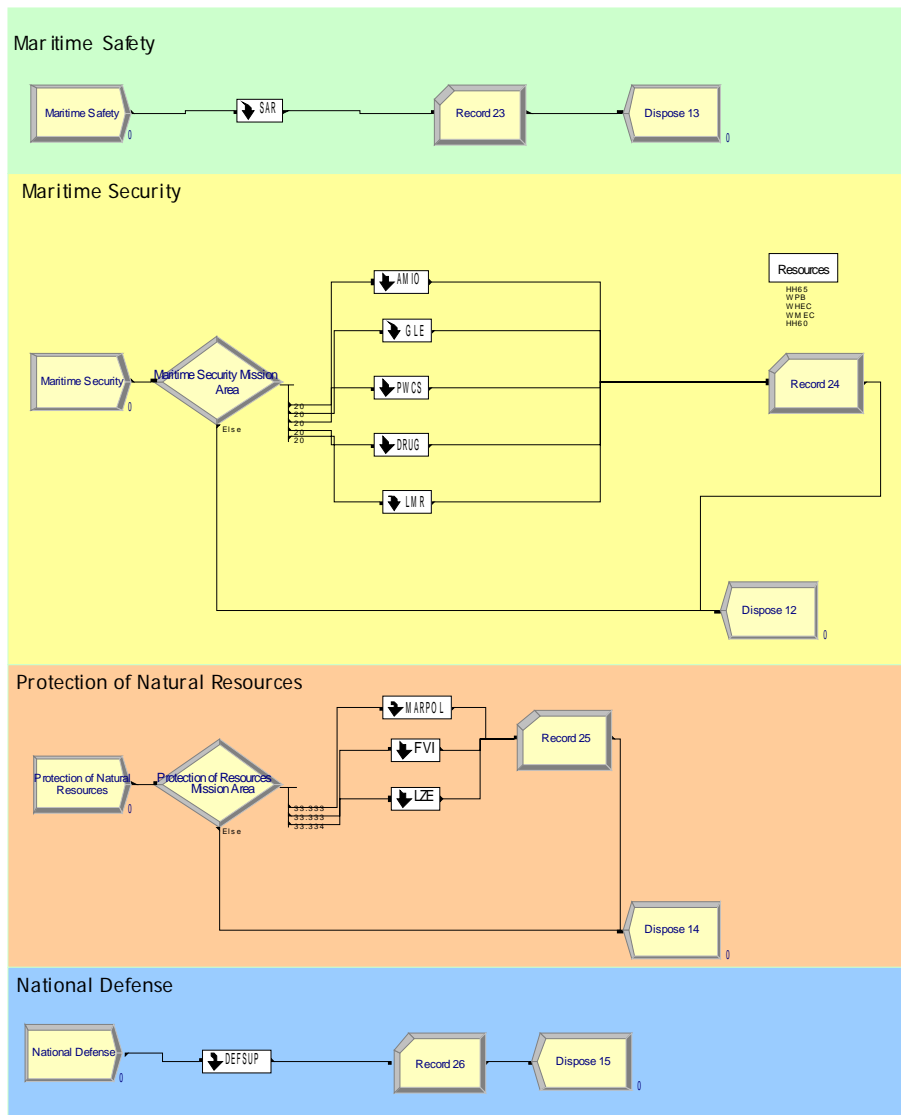 Maritime Safety
Maritime Safety
0
SAR
Record 23
Dispose 13
0
Maritime Security
Resources
HH65
WPB
WHEC
WMEC
HH60
AMIO
GLE
PWCS
DRUG
LMR
Maritime Security
0
Maritime Security Mission
Area
Else
20
20
20
20
20
Record 24
Dispose 12
0
Protection of Natural Resources
MARPOL
FVI
LZE
Protection of Natural
Resources
0
Protection of Resources
Mission Area
Else
33.333
33.333
33.334
Record 25
Dispose 14
0
National Defense
National Defense
0
DEFSUP
Record 26
Dispose 15
0